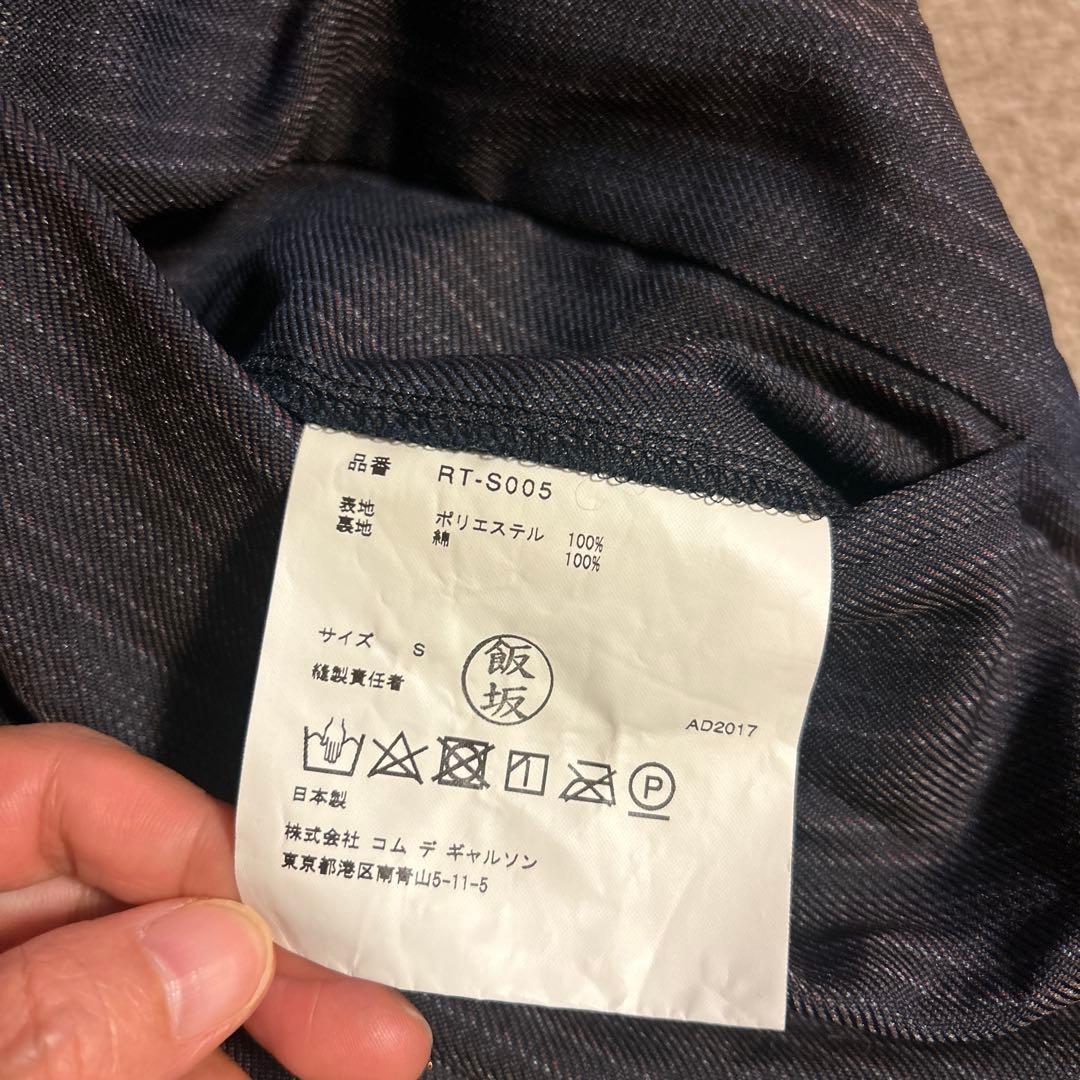 品番 RT-S005
表地 ポリエステル 100%
裏地 綿 100%
サイズ S
縫製責任者 飯坂
AD2017
P
日本製
株式会社 コム デ ギャルソン
東京都港区南青山5-11-5